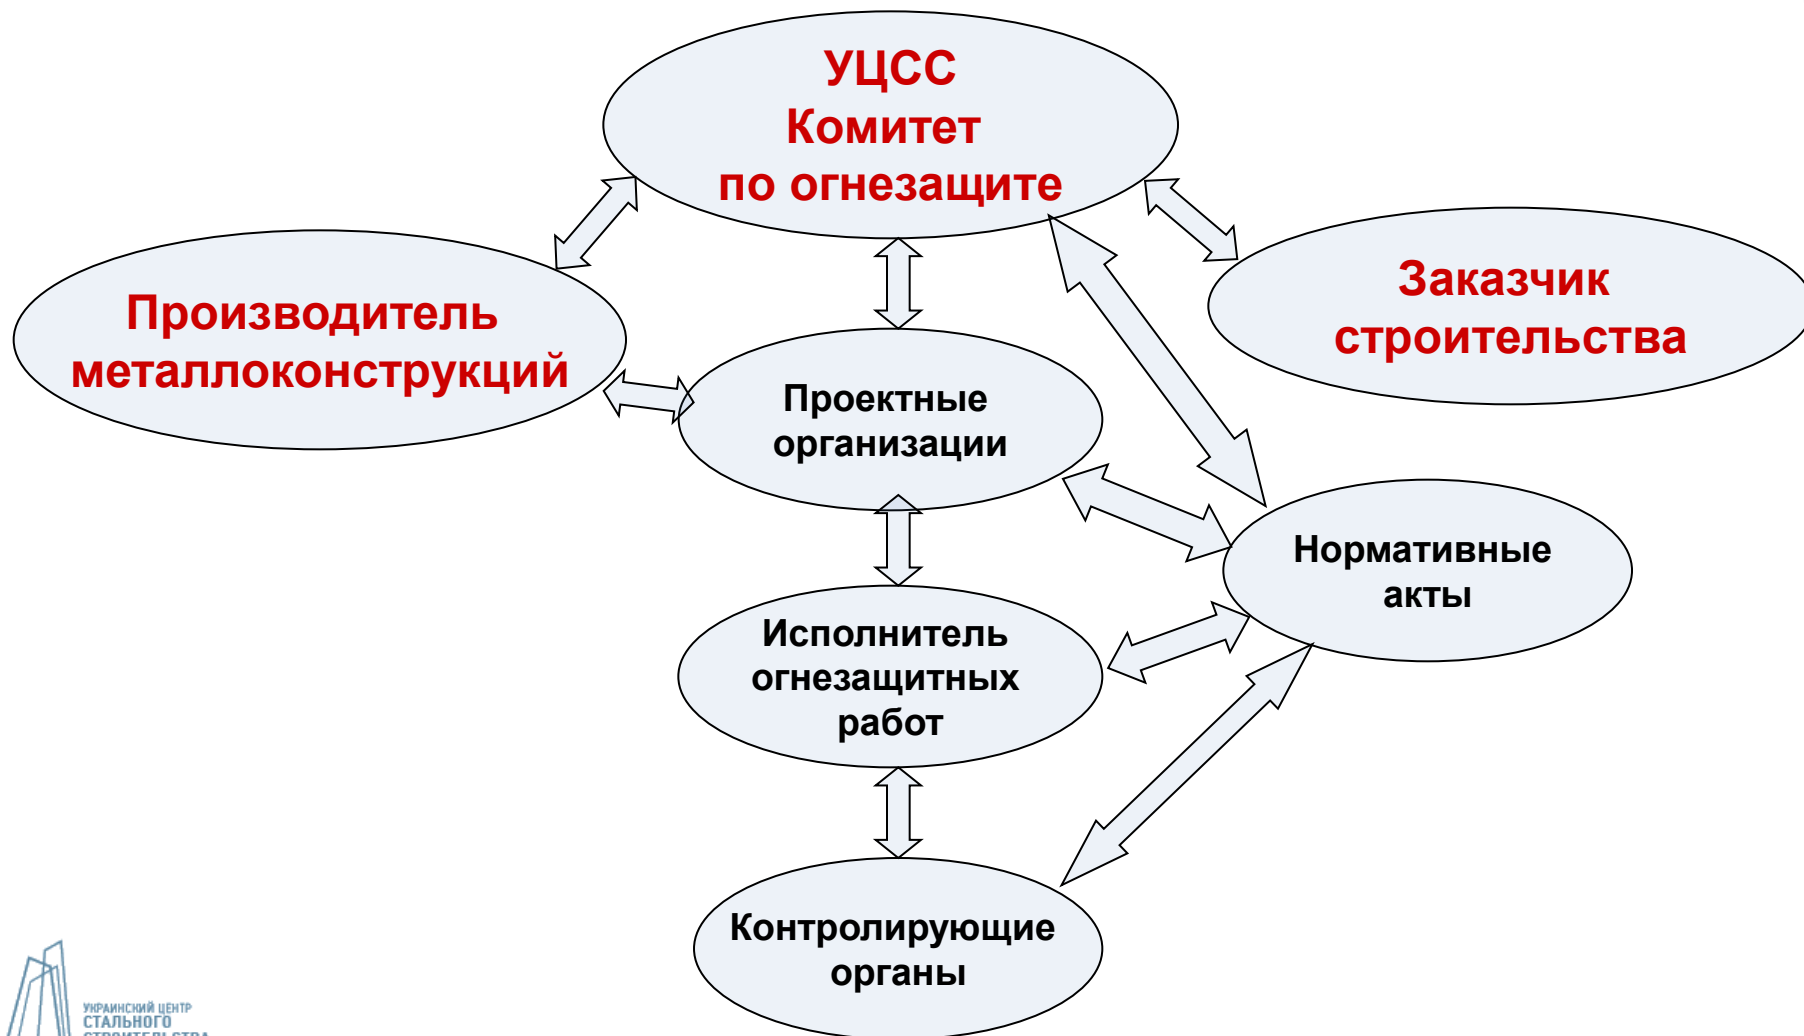 УЦСС
Комитет
по огнезащите
Производитель
металлоконструкций
Заказчик
строительства
Проектные
организации
Нормативные
акты
Исполнитель
огнезащитных
работ
Контролирующие
органы
УКРАИНСКИЙ ЦЕНТР
СТАЛЬНОГО
СТРОИТЕЛЬСТВА